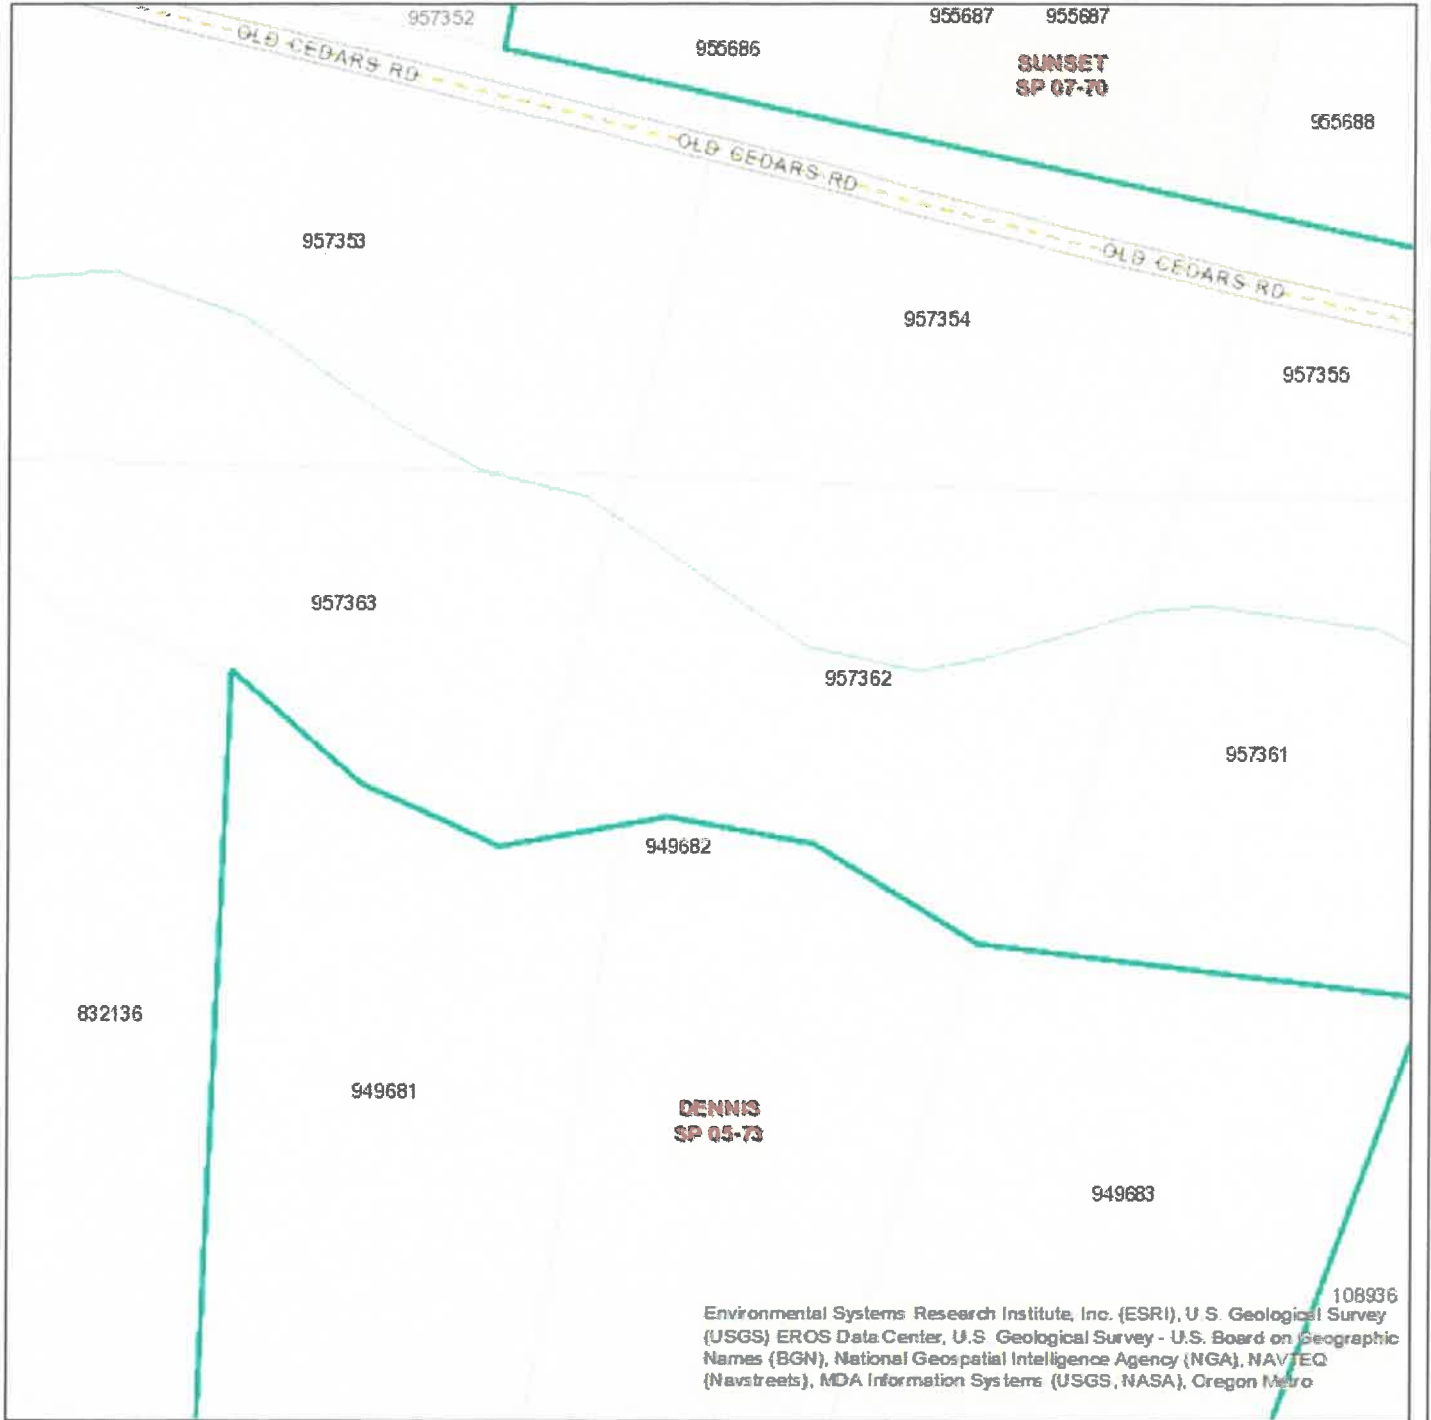 957352
955687 955687
OLD CEDARS RD
955686
SUNSET
SP 07-70
955688
OLD CEDARS RD
957353
OLD CEDARS RD
957354
957355
957363
957362
957361
949682
832136
949681
DENNIS
SP 05-73
949683
108936
Environmental Systems Research Institute, Inc. (ESRI), U.S. Geological Survey
(USGS) EROS Data Center, U.S Geological Survey - U.S. Board on Geographic
Names (BGN), National Geospatial Intelligence Agency (NGA), NAVTEQ
(Navstreets), MDA Information Systems (USGS, NASA), Oregon Metro